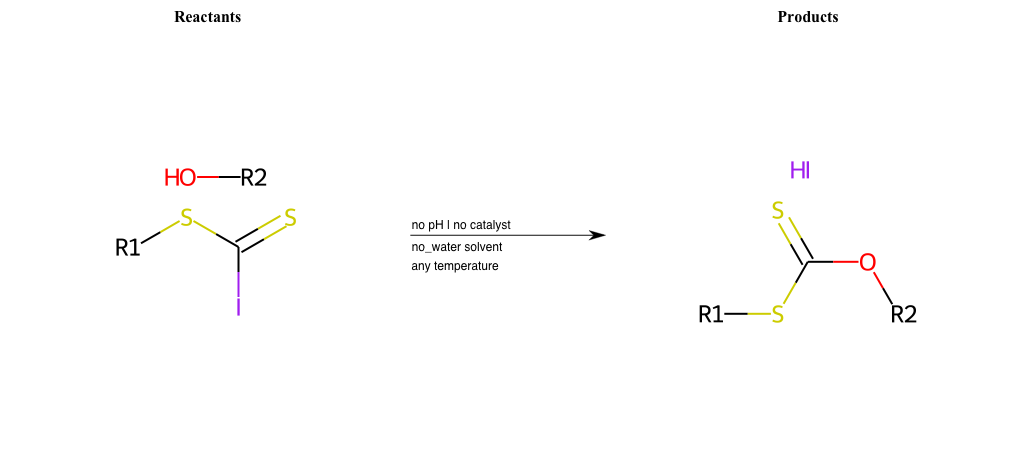 Reactants
Products
HI
HO R2
S
S S
R1
O
no pH | no catalyst
no_water solvent
any temperature
I
R1 S R2